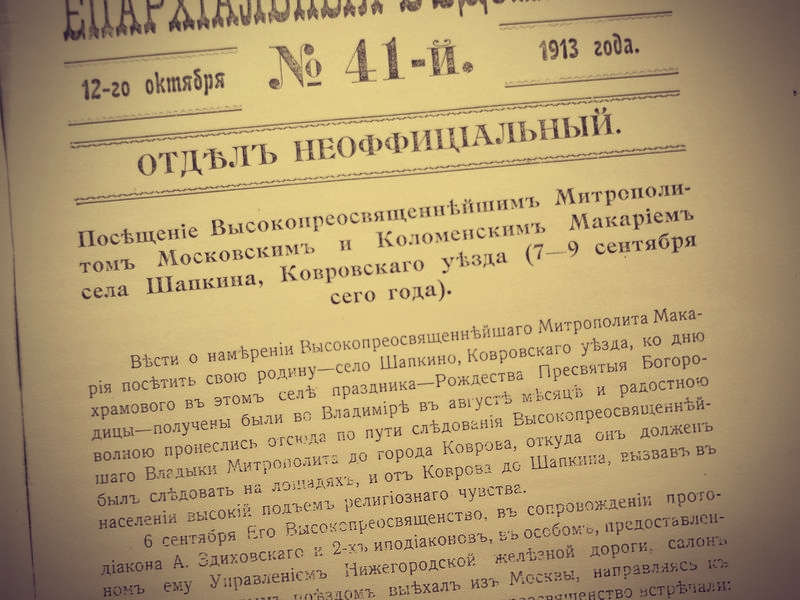 ЕПАРХІАЛЬНЫЯ
12-го октября
№ 41-й.
1913 года.
ОТДѢЛЪ НЕОФФИЦІАЛЬНЫЙ.
Посѣщеніе Высокопреосвященнѣйшимъ Митрополи-
томъ Московскимъ и Коломенскимъ Макаріемъ
села Шапкина, Ковровскаго уѣзда (7—9 сентября
сего года).
Вѣсти о намѣреніи Высокопреосвященнѣйшаго Митрополита Мака-
рія посѣтить свою родину—село Шапкино, Ковровскаго уѣзда, ко дню
храмового въ этомъ селѣ праздника—Рождества Пресвятыя Богоро-
дицы—получены были во Владимірѣ въ августѣ мѣсяцѣ и радостною
волною пронеслись отсюда по пути слѣдованія Высокопреосвященнѣй-
шаго Владыки Митрополита до города Коврова, откуда онъ долженъ
былъ слѣдовать на лошадяхъ, и отъ Коврова до Шапкина, вызвавъ въ
населеніи высокій подъемъ религіознаго чувства.
6 сентября Его Высокопреосвященство, въ сопровожденіи прото-
діакона А. Здиховскаго и 2-хъ иподіаконовъ, въ особомъ, предоставлен-
номъ ему Управленіемъ Нижегородской желѣзной дороги, салонъ
поѣздомъ выѣхалъ изъ Москвы, направляясь къ
встрѣчали: